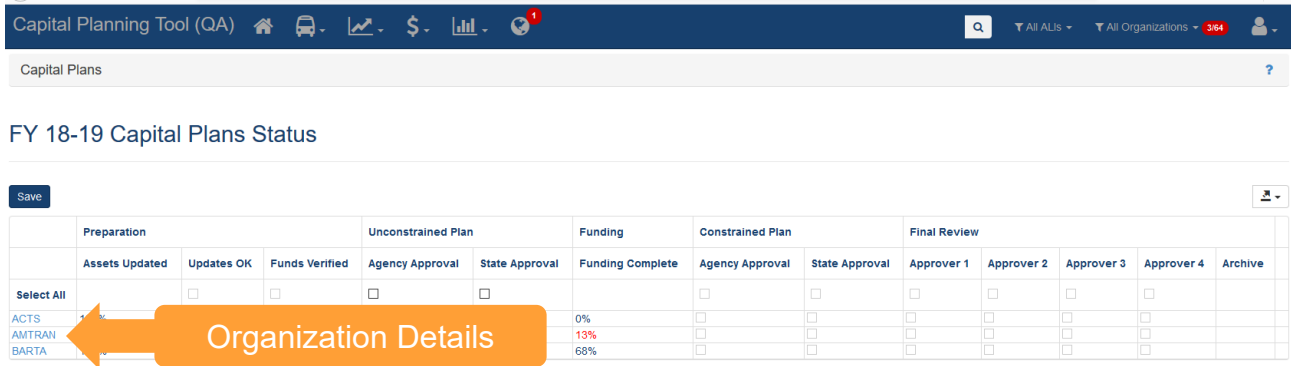 Capital Planning Tool (QA) $ 1 All ALIs All Organizations 3/64
Capital Plans ?
FY 18-19 Capital Plans Status
Save
Preparation Unconstrained Plan Funding Constrained Plan Final Review
Assets Updated Updates OK Funds Verified Agency Approval State Approval Funding Complete Agency Approval State Approval Approver 1 Approver 2 Approver 3 Approver 4 Archive
Select All
ACTS 0%
AMTRAN 13%
BARTA 68%
Organization Details